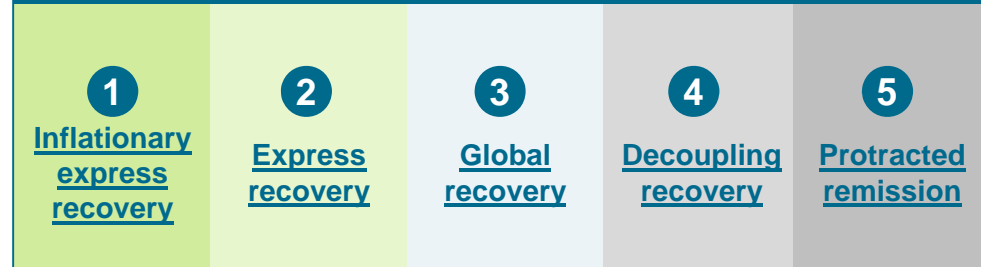 1
Inflationary
express
recovery
2
Express
recovery
3
Global
recovery
4
Decoupling
recovery
5
Protracted
remission